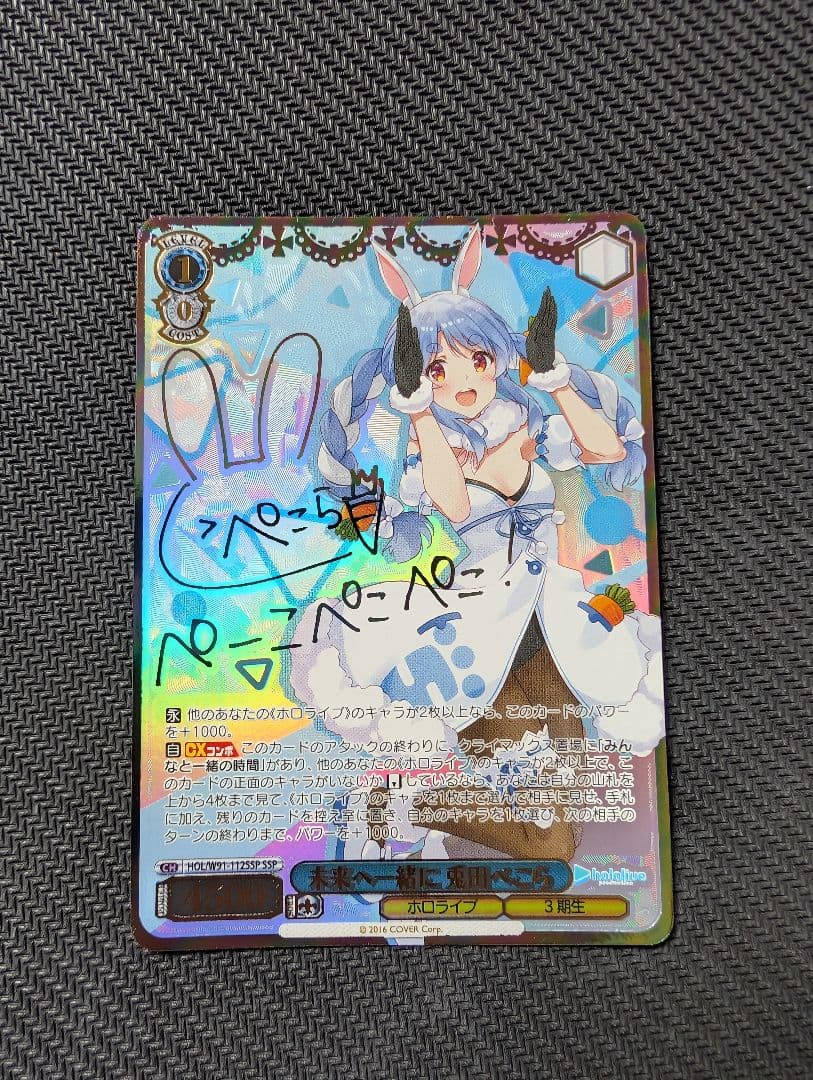 LEVEL
1
0
COST
ぺこら
ぺーこぺこぺこ!
永 他のあなたの《ホロライブ》のキャラが2枚以上なら、このカードのパワー
を+1000。
自 CXコンボ このカードのアタックの終わりに、クライマックス置場に「みん
なと一緒の時間」があり、他のあなたの《ホロライブ》のキャラが2枚以上で、こ
のカードの正面のキャラがいないかしているなら、あなたは自分の山札を
上から4枚まで見て、《ホロライブ》のキャラを1枚まで選んで相手に見せ、手札
に加え、残りのカードを控え室に置き、自分のキャラを1枚選び、次の相手の
ターンの終わりまで、パワーを+1000。
CH HOL/W91-112SSP SSP
未来へ一緒に 兎田ぺこら
hololive
ホロライブ 3期生
© 2016 COVER Corp.